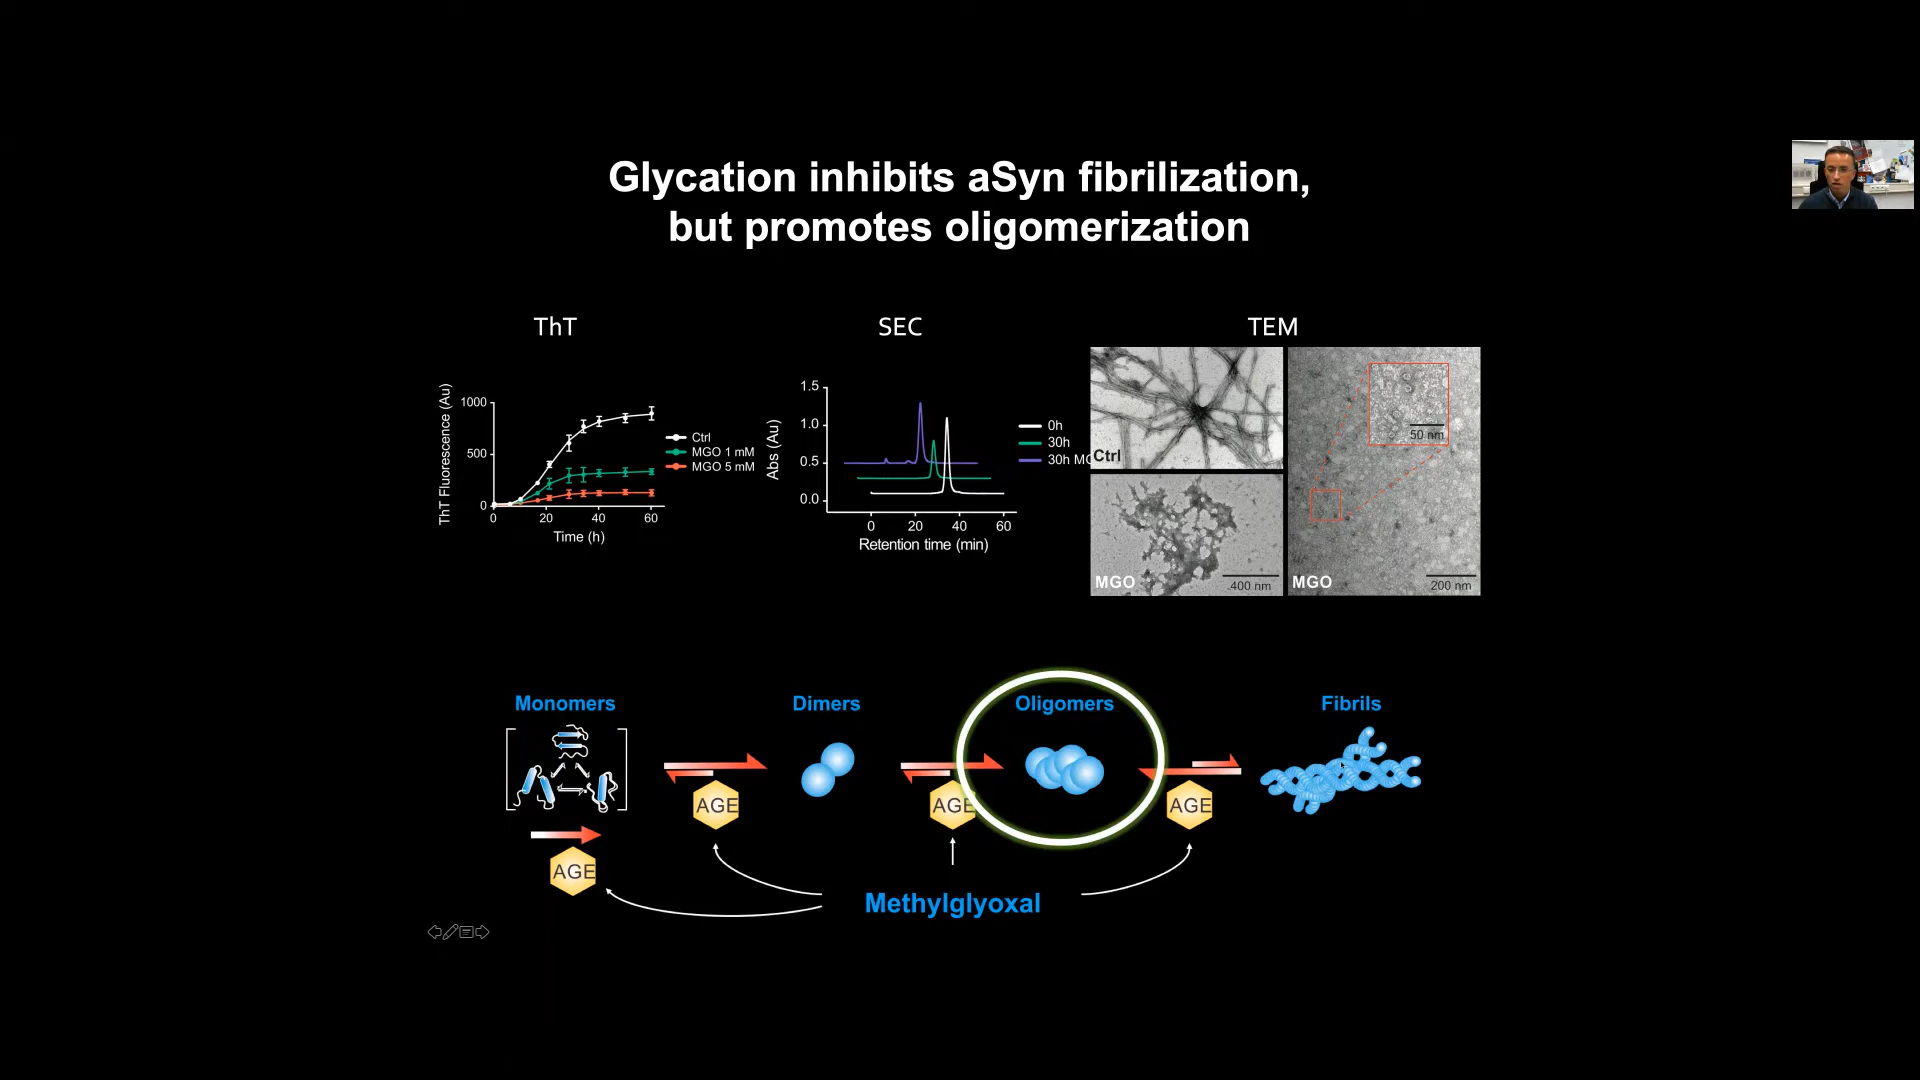 Glycation inhibits aSyn fibrilization,
but promotes oligomerization
ThT
SEC
TEM
ThT Fluorescence (Au)
1000
500
0
0
20
40
60
Time (h)
Ctrl
MGO 1 mM
MGO 5 mM
Abs (Au)
1.5
1.0
0.5
0.0
0
20
40
60
Retention time (min)
0h
30h
30h MG
Ctrl
MGO
400 nm
50 nm
MGO
200 nm
Monomers
Dimers
Oligomers
Fibrils
AGE
AGE
AGE
AGE
Methylglyoxal